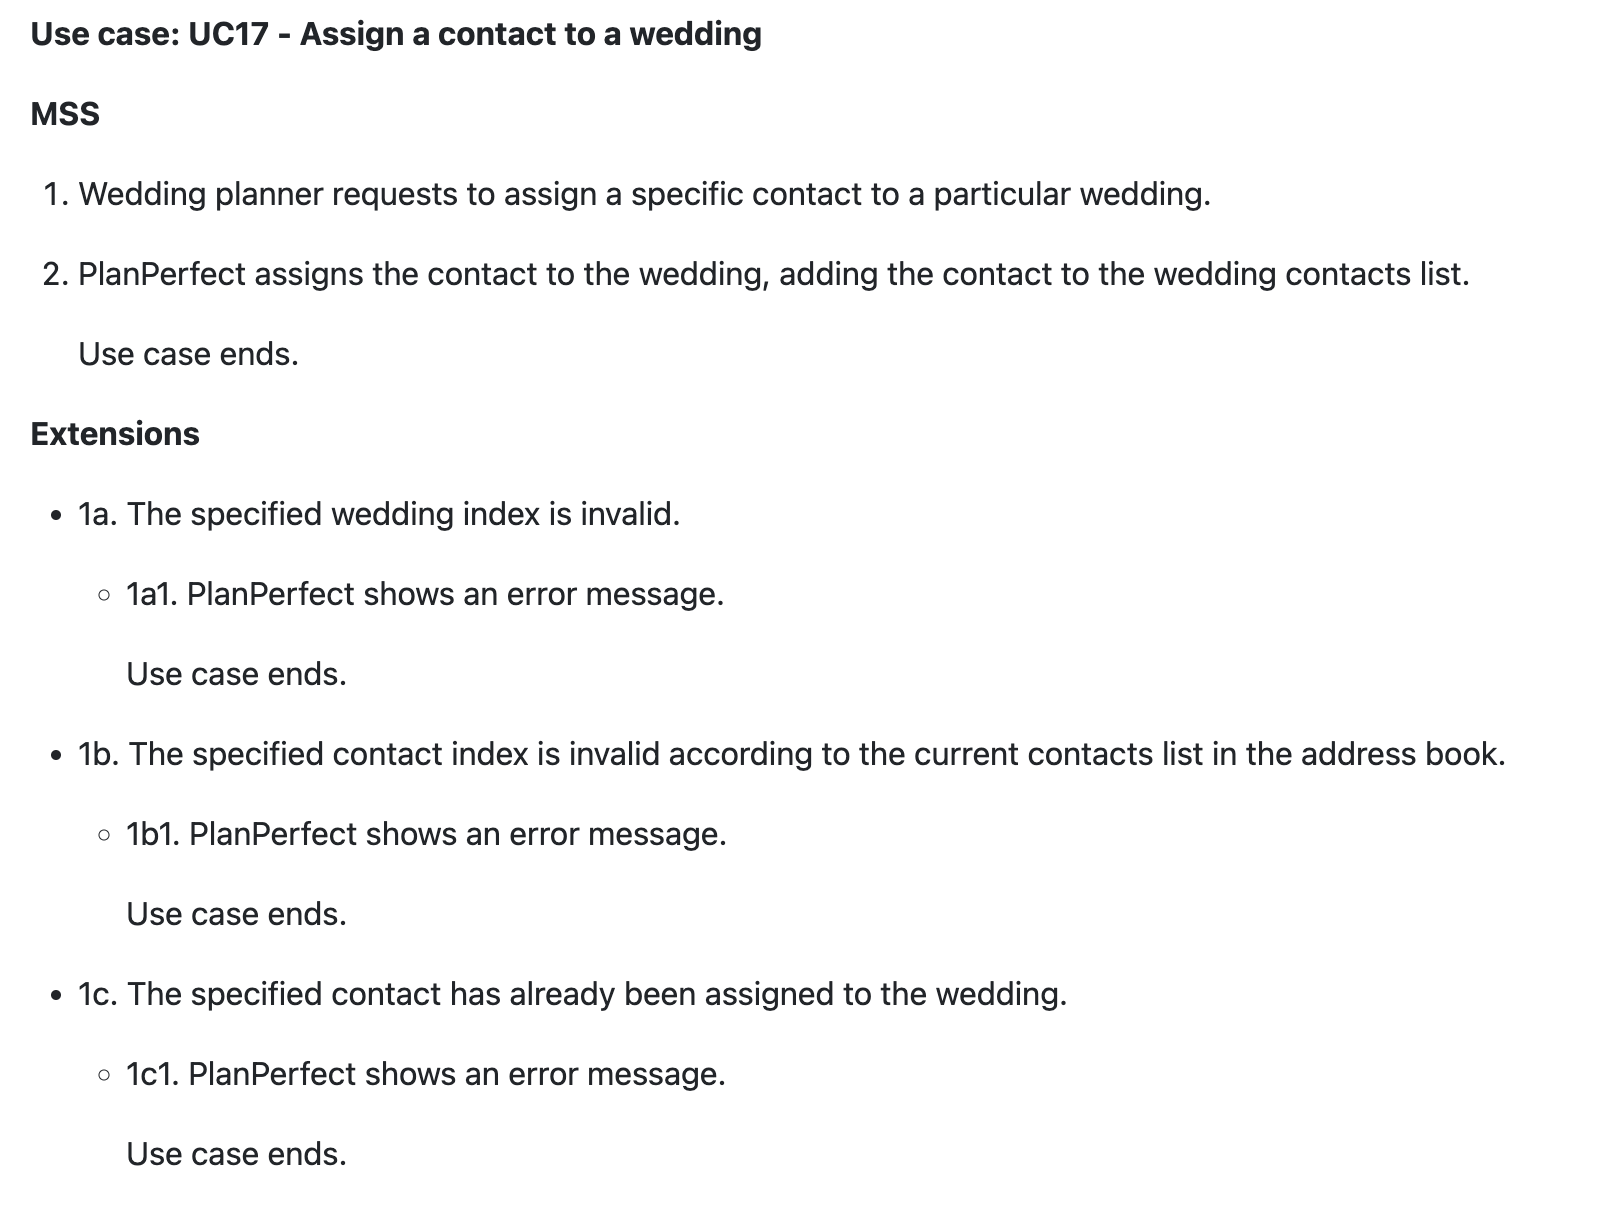 Use case: UC17 - Assign a contact to a wedding
MSS
1. Wedding planner requests to assign a specific contact to a particular wedding.
2. PlanPerfect assigns the contact to the wedding, adding the contact to the wedding contacts list.
Use case ends.
Extensions
• 1a. The specified wedding index is invalid.
◦ 1a1. PlanPerfect shows an error message.
Use case ends.
• 1b. The specified contact index is invalid according to the current contacts list in the address book.
◦ 1b1. PlanPerfect shows an error message.
Use case ends.
• 1c. The specified contact has already been assigned to the wedding.
◦ 1c1. PlanPerfect shows an error message.
Use case ends.